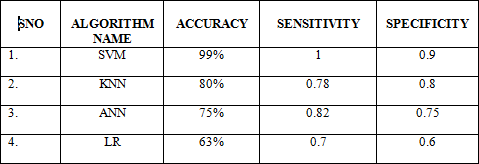 SNO ALGORITHM NAME ACCURACY SENSITIVITY SPECIFICITY
1. SVM 99% 1 0.9
2. KNN 80% 0.78 0.8
3. ANN 75% 0.82 0.75
4. LR 63% 0.7 0.6